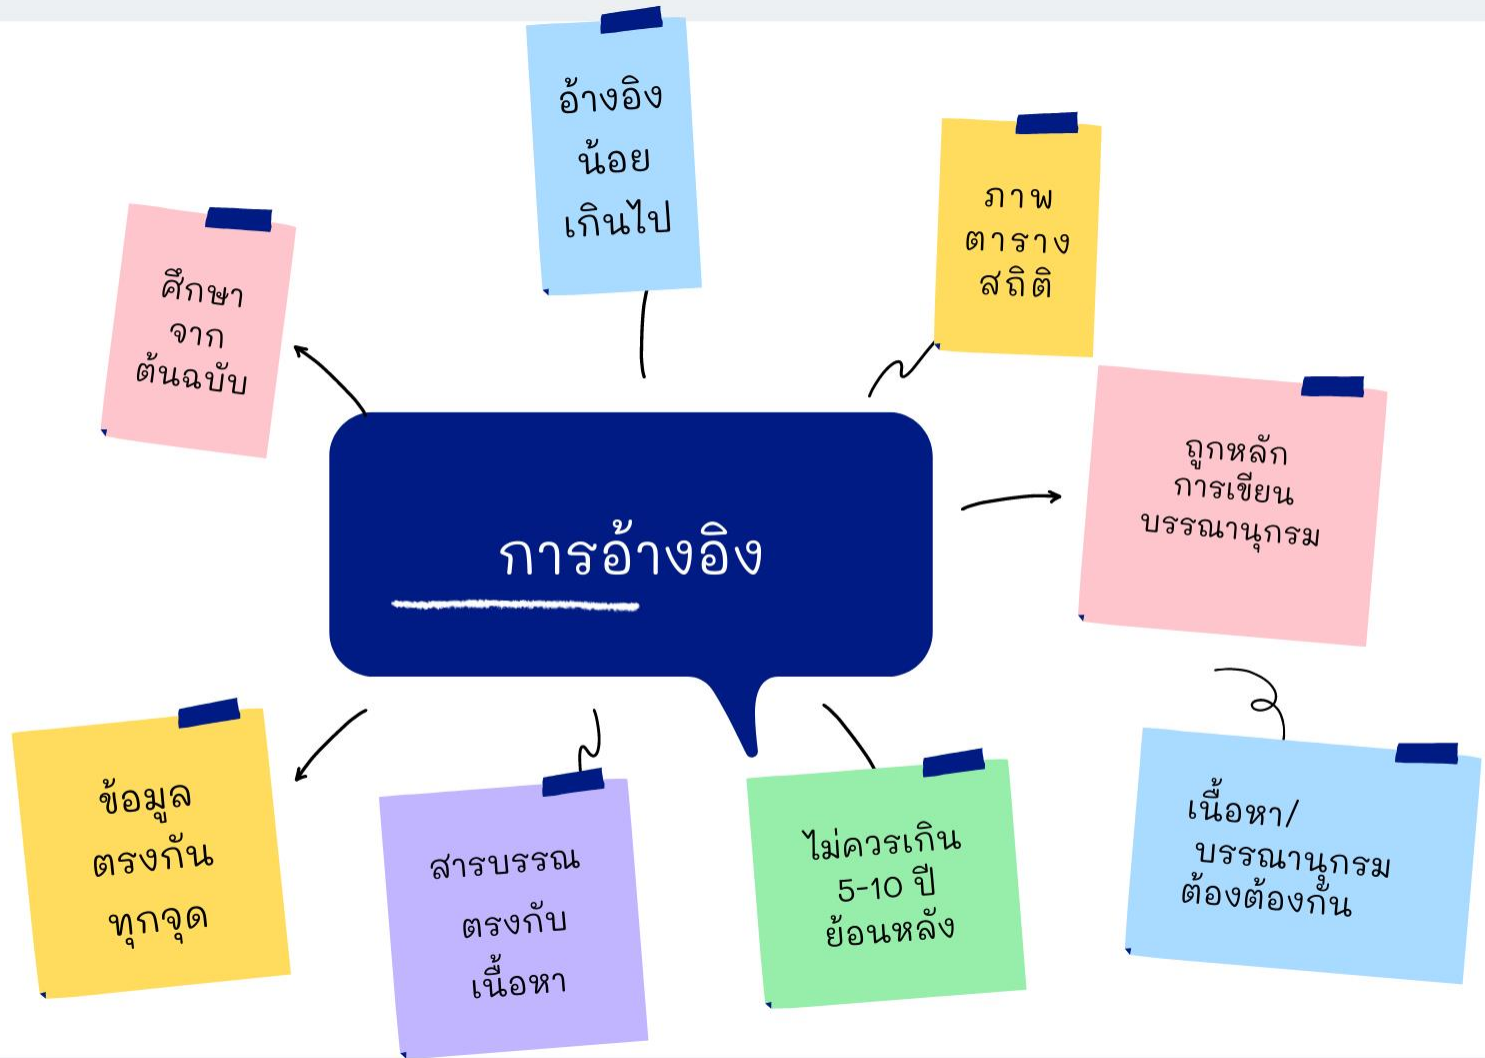 อ้างอิง
น้อย
เกินไป
ภาพ
ตาราง
สถิติ
ศึกษา
จาก
ต้นฉบับ
ถูกหลัก
การเขียน
บรรณานุกรม
การอ้างอิง
ข้อมูล
ตรงกัน
ทุกจุด
สารบรรณ
ตรงกับ
เนื้อหา
ไม่ควรเกิน
5-10 ปี
ย้อนหลัง
เนื้อหา/
บรรณานุกรม
ต้องต้องกัน